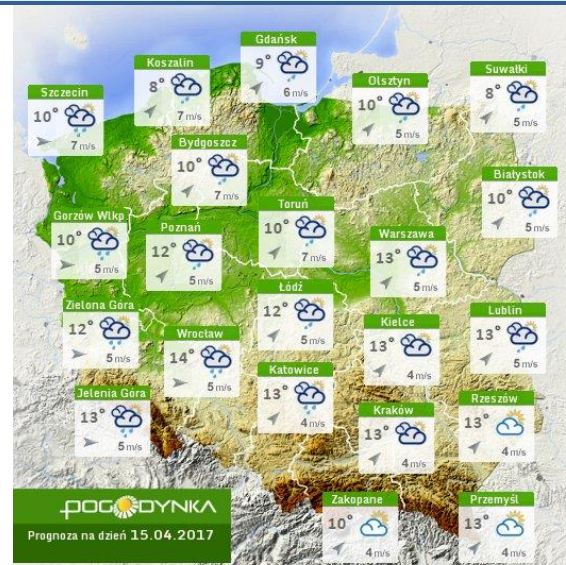 Gdańsk
9°
6 m/s
Koszalin
8°
7 m/s
Suwałki
8°
5 m/s
Olsztyn
10°
5 m/s
Szczecin
10°
7 m/s
Bydgoszcz
10°
7 m/s
Białystok
10°
5 m/s
Toruń
10°
7 m/s
Gorzów Wlkp
10°
5 m/s
Poznań
12°
5 m/s
Warszawa
13°
5 m/s
Łódź
12°
5 m/s
Zielona Góra
12°
5 m/s
Lublin
13°
5 m/s
Kielce
13°
4 m/s
Wrocław
14°
5 m/s
Katowice
13°
4 m/s
Jelenia Góra
13°
5 m/s
Rzeszów
13°
4 m/s
Kraków
13°
4 m/s
Zakopane
10°
4 m/s
Przemyśl
13°
4 m/s
POGODYNKA
Prognoza na dzień 15.04.2017